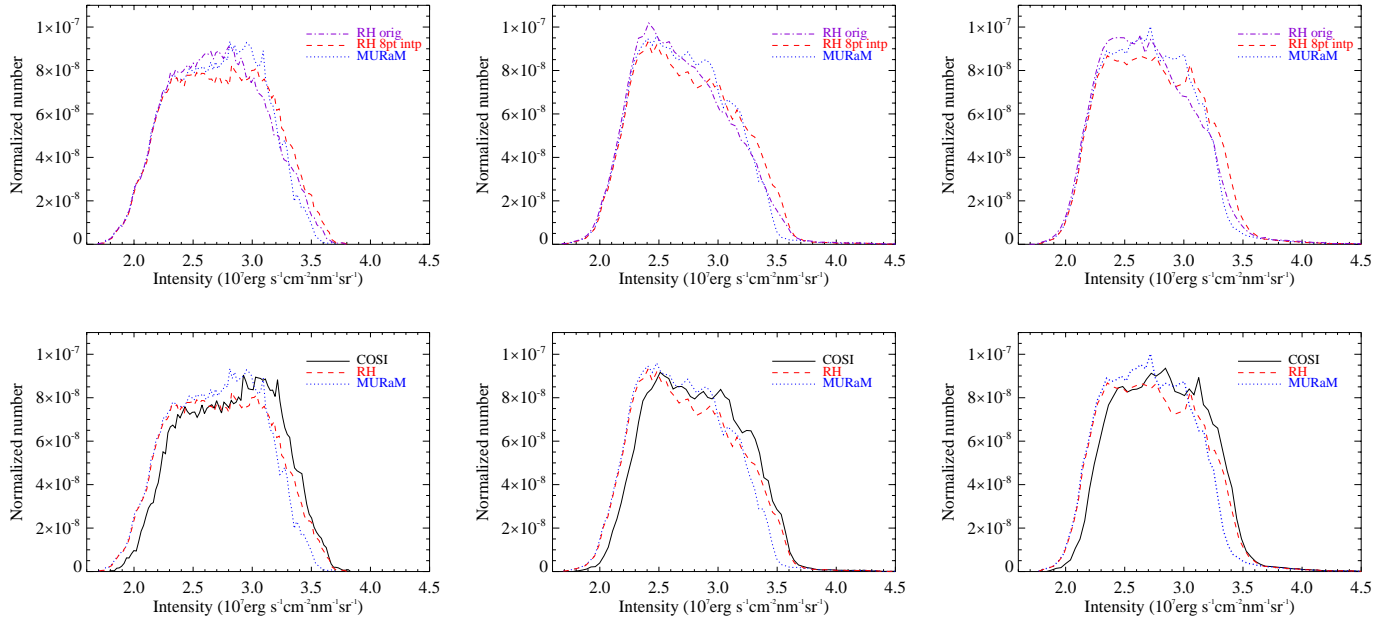 1×10⁻⁷
8×10⁻⁸
6×10⁻⁸
4×10⁻⁸
2×10⁻⁸
0
Normalized number
RH orig
RH 8pt intp
MURaM
2.0 2.5 3.0 3.5 4.0 4.5
Intensity (10⁷erg s⁻¹cm⁻²nm⁻¹sr⁻¹)
1×10⁻⁷
8×10⁻⁸
6×10⁻⁸
4×10⁻⁸
2×10⁻⁸
0
Normalized number
RH orig
RH 8pt intp
MURaM
2.0 2.5 3.0 3.5 4.0 4.5
Intensity (10⁷erg s⁻¹cm⁻²nm⁻¹sr⁻¹)
1×10⁻⁷
8×10⁻⁸
6×10⁻⁸
4×10⁻⁸
2×10⁻⁸
0
Normalized number
RH orig
RH 8pt intp
MURaM
2.0 2.5 3.0 3.5 4.0 4.5
Intensity (10⁷erg s⁻¹cm⁻²nm⁻¹sr⁻¹)
1×10⁻⁷
8×10⁻⁸
6×10⁻⁸
4×10⁻⁸
2×10⁻⁸
0
Normalized number
COSI
RH
MURaM
2.0 2.5 3.0 3.5 4.0 4.5
Intensity (10⁷erg s⁻¹cm⁻²nm⁻¹sr⁻¹)
1×10⁻⁷
8×10⁻⁸
6×10⁻⁸
4×10⁻⁸
2×10⁻⁸
0
Normalized number
COSI
RH
MURaM
2.0 2.5 3.0 3.5 4.0 4.5
Intensity (10⁷erg s⁻¹cm⁻²nm⁻¹sr⁻¹)
1×10⁻⁷
8×10⁻⁸
6×10⁻⁸
4×10⁻⁸
2×10⁻⁸
0
Normalized number
COSI
RH
MURaM
2.0 2.5 3.0 3.5 4.0 4.5
Intensity (10⁷erg s⁻¹cm⁻²nm⁻¹sr⁻¹)